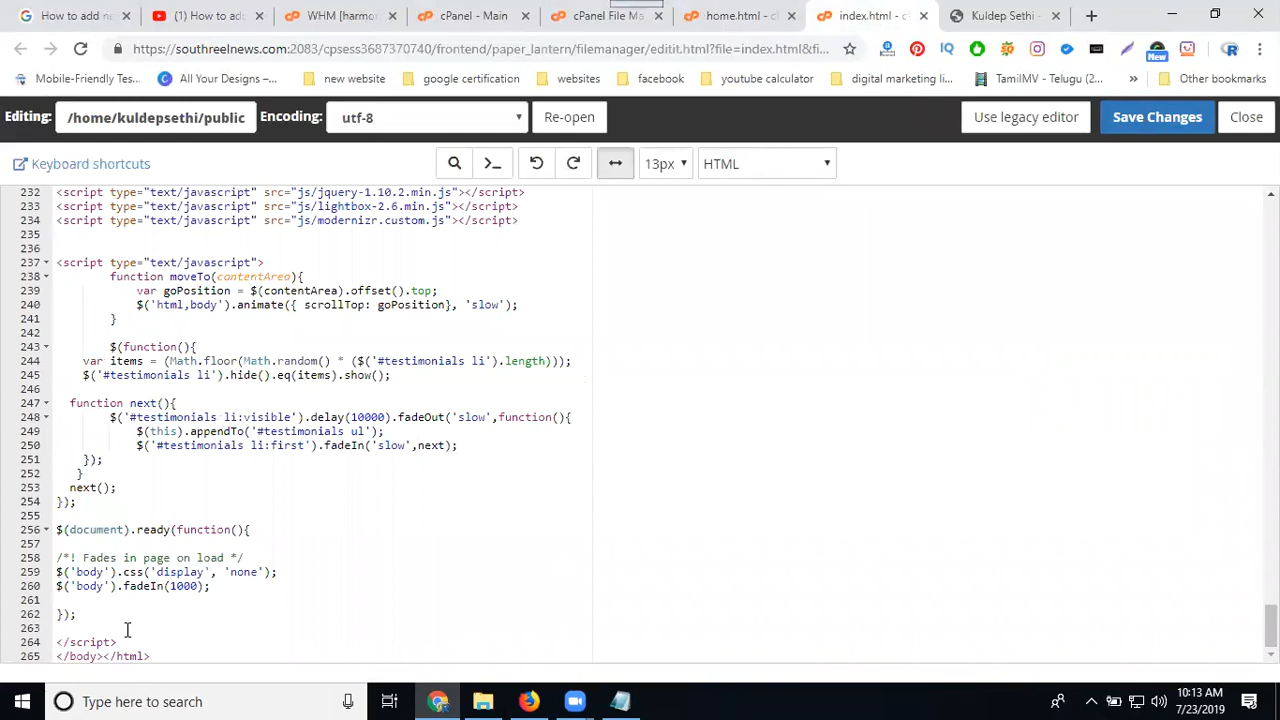 How to add new
(1) How to add
WHM [harmon
cPanel - Main
cPanel File Ma
home.html - c
index.html - c
Kuldep Sethi -
https://southreelnews.com:2083/cpsess3687370740/frontend/paper_lantern/filemanager/editit.html?file=index.html&fi...
New
Mobile-Friendly Tes...
All Your Designs –...
new website
google certification
websites
facebook
youtube calculator
digital marketing li...
TamilMV - Telugu (2...
»
Other bookmarks
Editing: /home/kuldepsethi/public Encoding: utf-8 Re-open Use legacy editor Save Changes Close
Keyboard shortcuts 13px HTML
232 <script type="text/javascript" src="js/jquery-1.10.2.min.js"></script>
233 <script type="text/javascript" src="js/lightbox-2.6.min.js"></script>
234 <script type="text/javascript" src="js/modernizr.custom.js"></script>
235
236
237 <script type="text/javascript">
238 function moveTo(contentArea){
239 var goPosition = $(contentArea).offset().top;
240 $('html,body').animate({ scrollTop: goPosition}, 'slow');
241 }
242
243 $(function(){
244 var items = (Math.floor(Math.random() * ($('#testimonials li').length)));
245 $('#testimonials li').hide().eq(items).show();
246
247 function next(){
248 $('#testimonials li:visible').delay(10000).fadeOut('slow',function(){
249 $(this).appendTo('#testimonials ul');
250 $('#testimonials li:first').fadeIn('slow',next);
251 });
252 }
253 next();
254 });
255
256 $(document).ready(function(){
257
258 /*! Fades in page on load */
259 $('body').css('display', 'none');
260 $('body').fadeIn(1000);
261
262 });
263
264 </script>
265 </body></html>
Type here to search
10:13 AM
7/23/2019